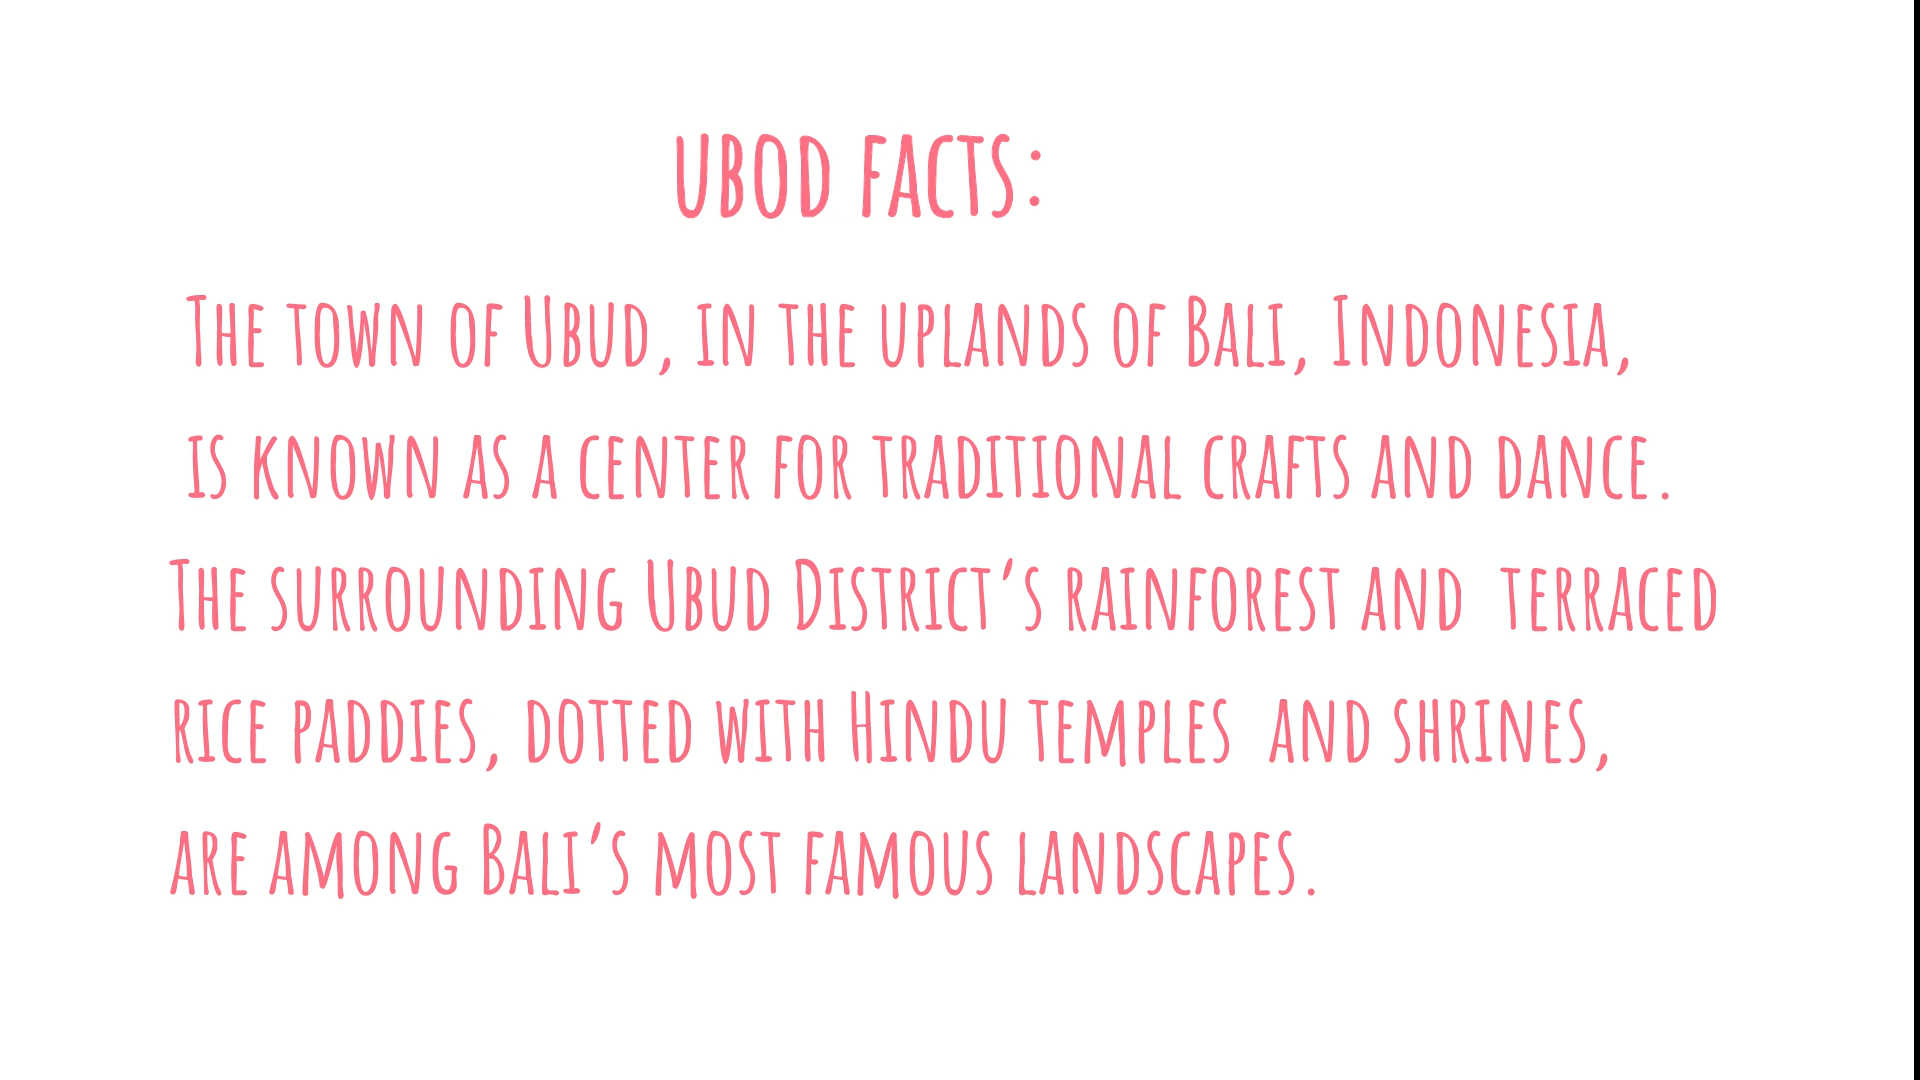 UBOD FACTS:
The town of Ubud, in the uplands of Bali, Indonesia,
is known as a center for traditional crafts and dance.
The surrounding Ubud District's rainforest and terraced
rice paddies, dotted with Hindu temples and shrines,
are among Bali's most famous landscapes.